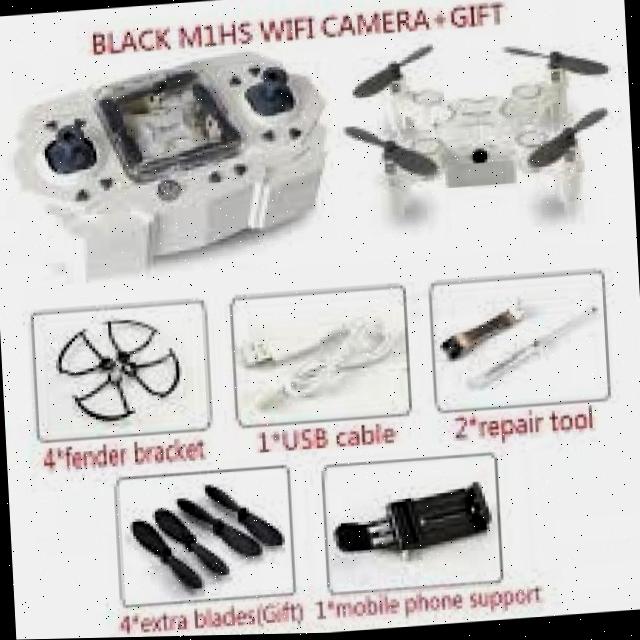 BLACK M1HS WIFI CAMERA+GIFT
4*fender bracket
1*USB cable
2*repair tool
4*extra blades(Gift)
1*mobile phone support